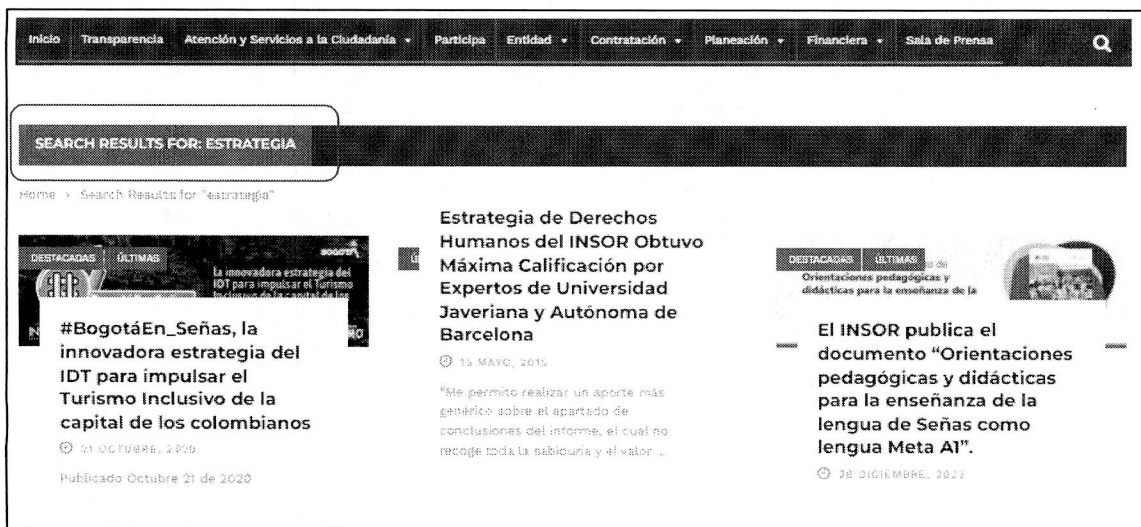 Inicio Transparencia Atención y Servicios a la Ciudadanía Participa Entidad Contratación Planeación Financiera Sala de Prensa
SEARCH RESULTS FOR: ESTRATEGIA
Home › Search Results for "estrategia"
DESTACADAS ÚLTIMAS
BOGOTÁ
La innovadora estrategia del
IDT para impulsar el Turismo
#BogotáEn_Señas, la
innovadora estrategia del
IDT para impulsar el
Turismo Inclusivo de la
capital de los colombianos
21 OCTUBRE, 2020
Publicado Octubre 21 de 2020
Estrategia de Derechos
Humanos del INSOR Obtuvo
Máxima Calificación por
Expertos de Universidad
Javeriana y Autónoma de
Barcelona
15 MAYO, 2015
"Me permito realizar un aporte más
genérico sobre el apartado de
conclusiones del informe, el cual no
recoge toda la sabiduría y el valor ...
DESTACADAS ÚLTIMAS
Orientaciones pedagógicas y
didácticas para la enseñanza de la
El INSOR publica el
documento “Orientaciones
pedagógicas y didácticas
para la enseñanza de la
lengua de Señas como
lengua Meta A1”.
DICIEMBRE,